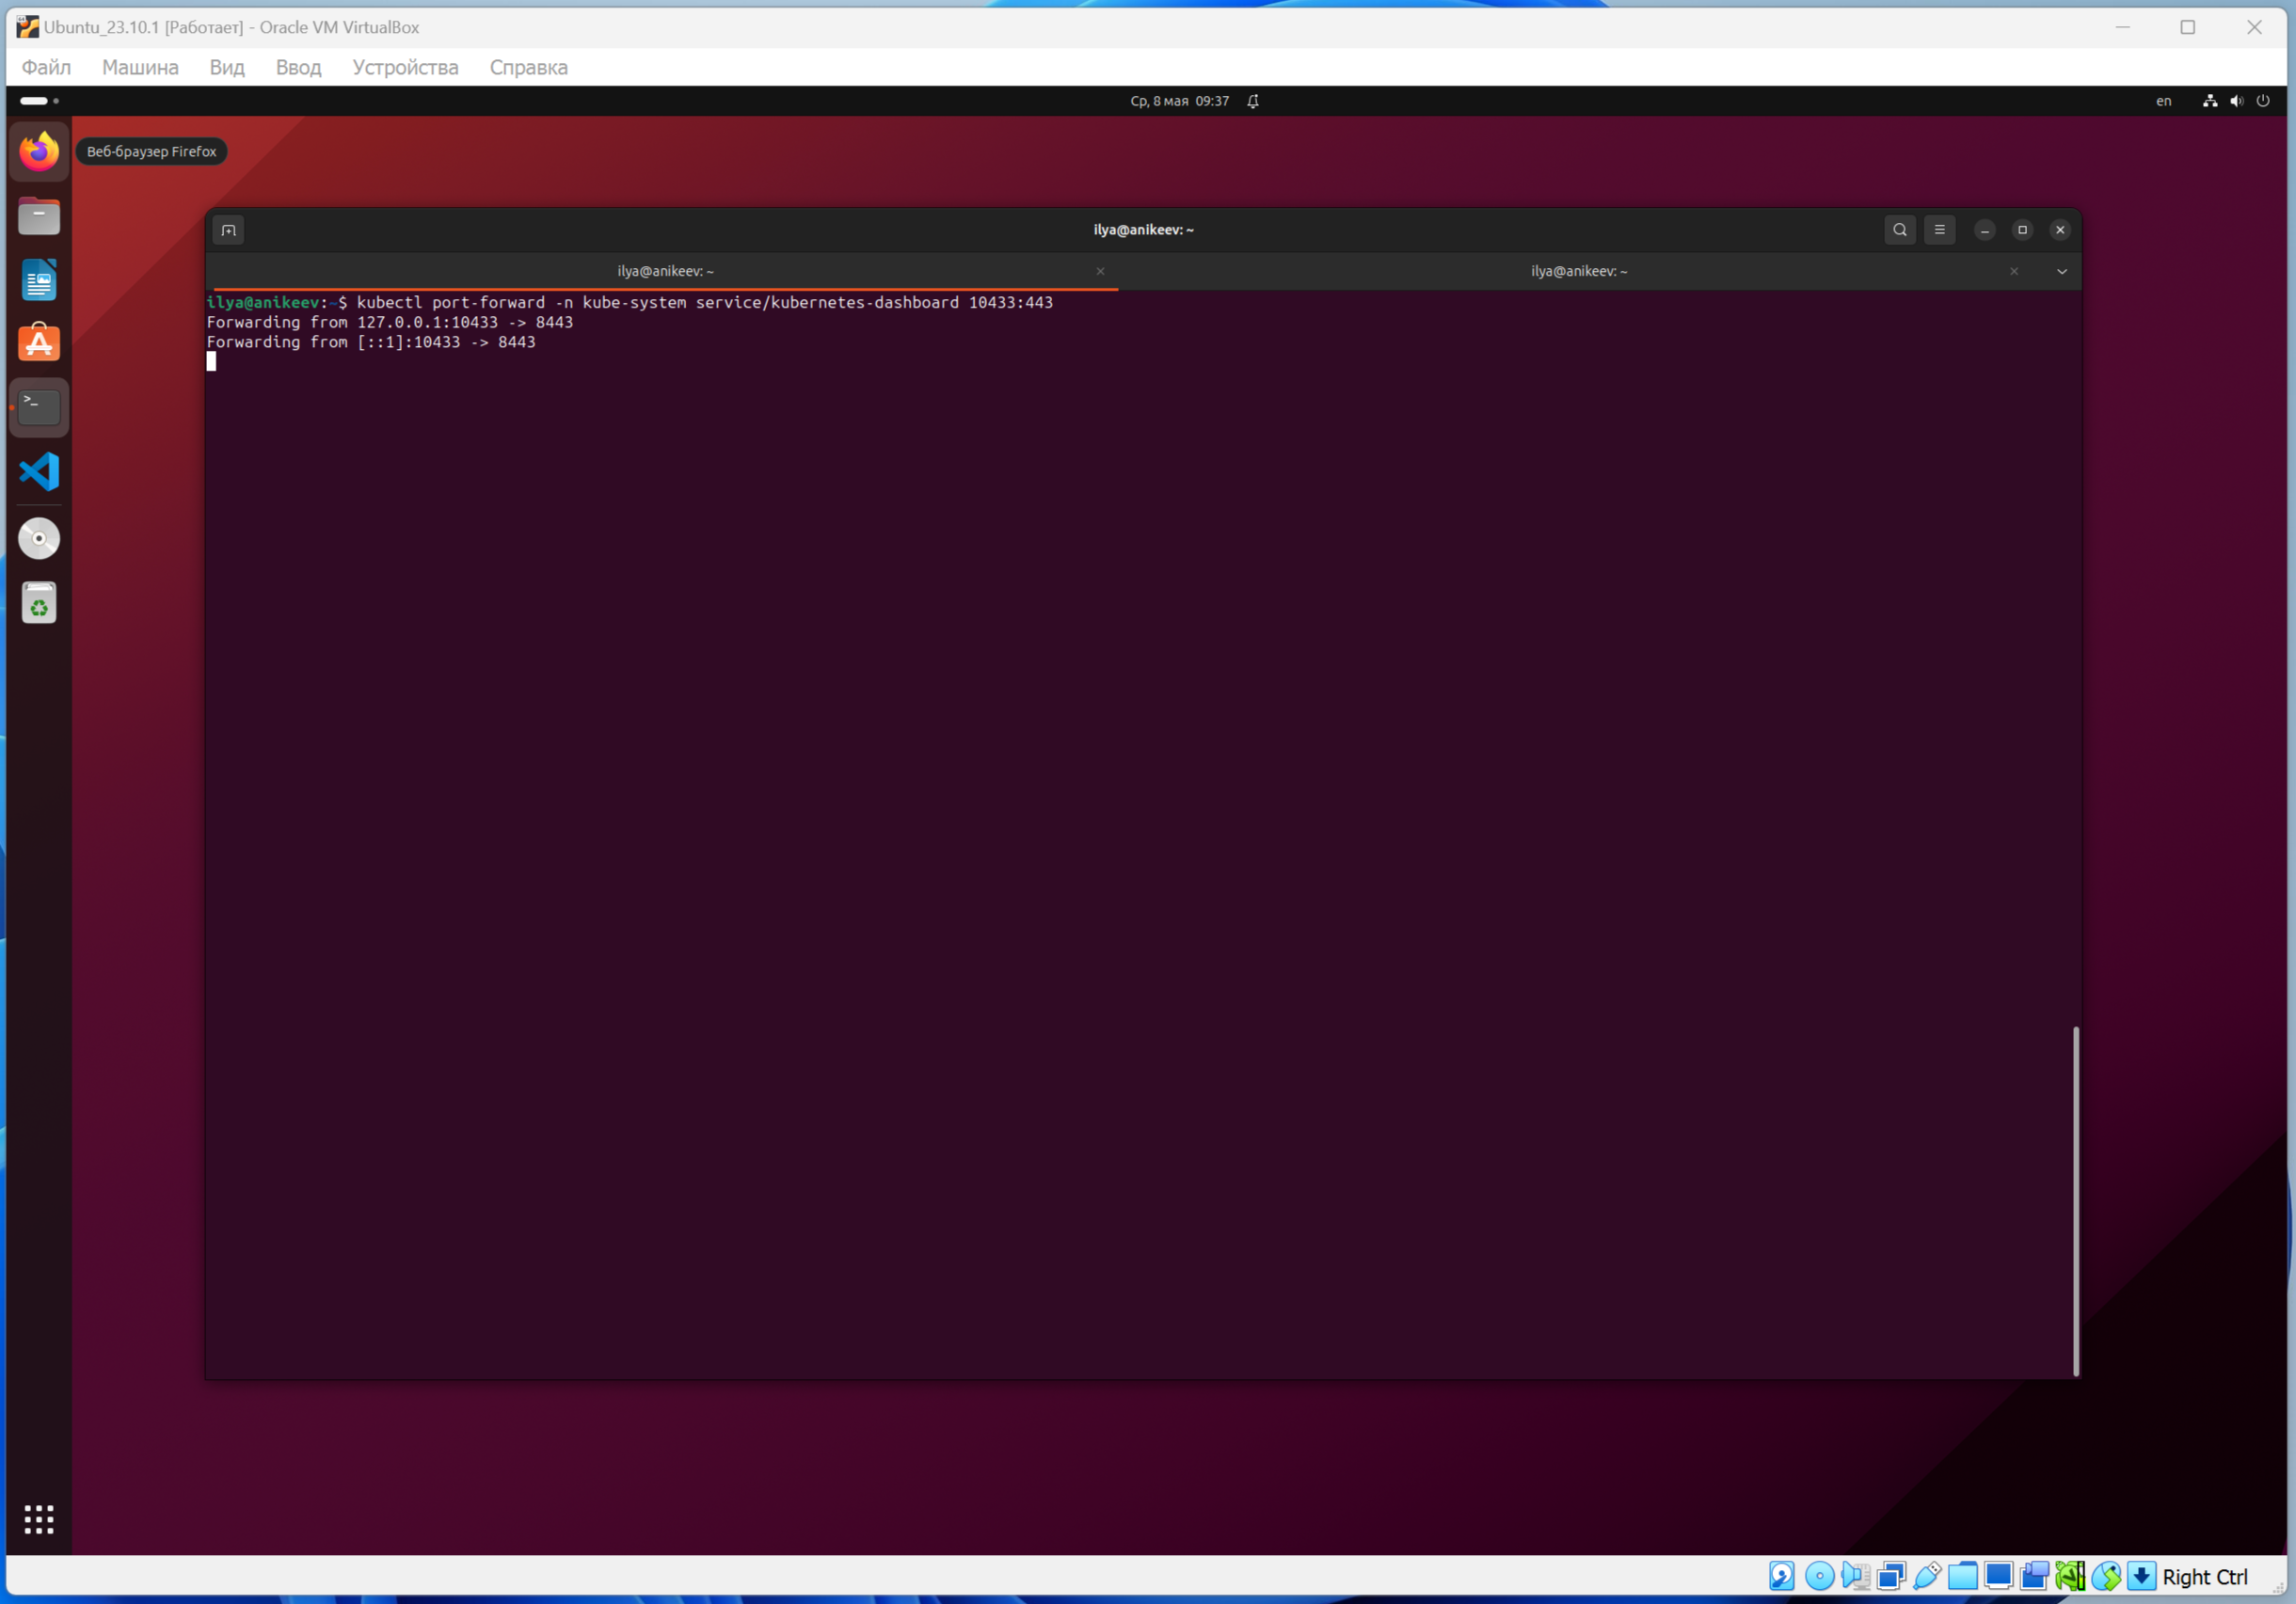 Ubuntu_23.10.1 [Работает] - Oracle VM VirtualBox
Файл Машина Вид Ввод Устройства Справка
Ср, 8 мая 09:37
en
Веб-браузер Firefox
ilya@anikeev: ~
ilya@anikeev: ~
ilya@anikeev: ~
ilya@anikeev:~$ kubectl port-forward -n kube-system service/kubernetes-dashboard 10433:443
Forwarding from 127.0.0.1:10433 -> 8443
Forwarding from [::1]:10433 -> 8443
Right Ctrl